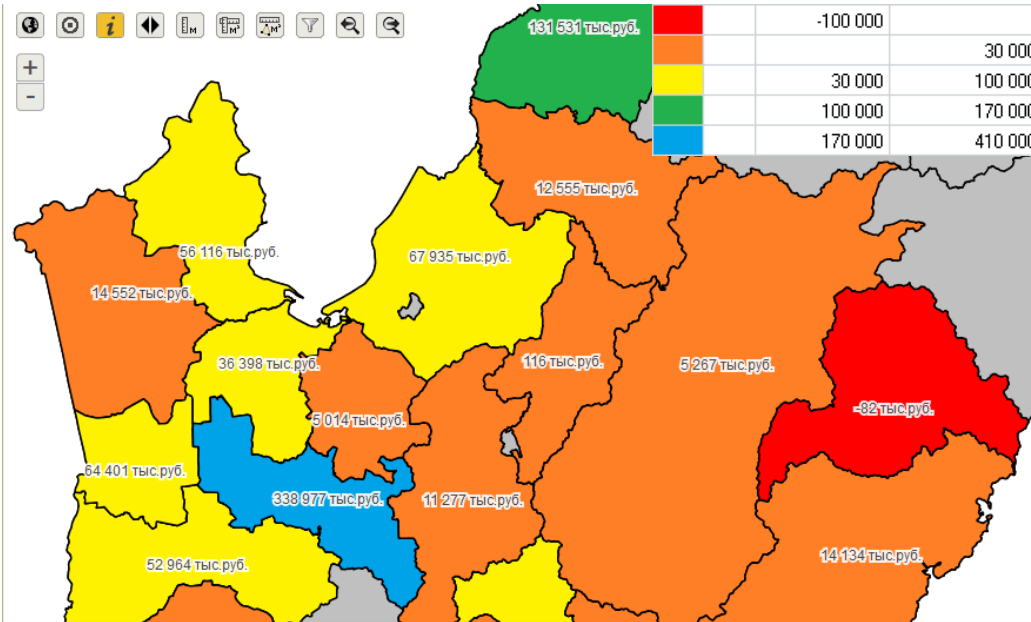 i
M
M²
M²
+
-
-100 000
30 000
30 000 100 000
100 000 170 000
170 000 410 000
131 531 тыс.руб.
12 555 тыс.руб.
56 116 тыс.руб.
67 935 тыс.руб.
14 552 тыс.руб.
36 398 тыс.руб.
116 тыс.руб.
5 267 тыс.руб.
5 014 тыс.руб.
-82 тыс.руб.
64 401 тыс.руб.
338 977 тыс.руб.
11 277 тыс.руб.
52 964 тыс.руб.
14 134 тыс.руб.